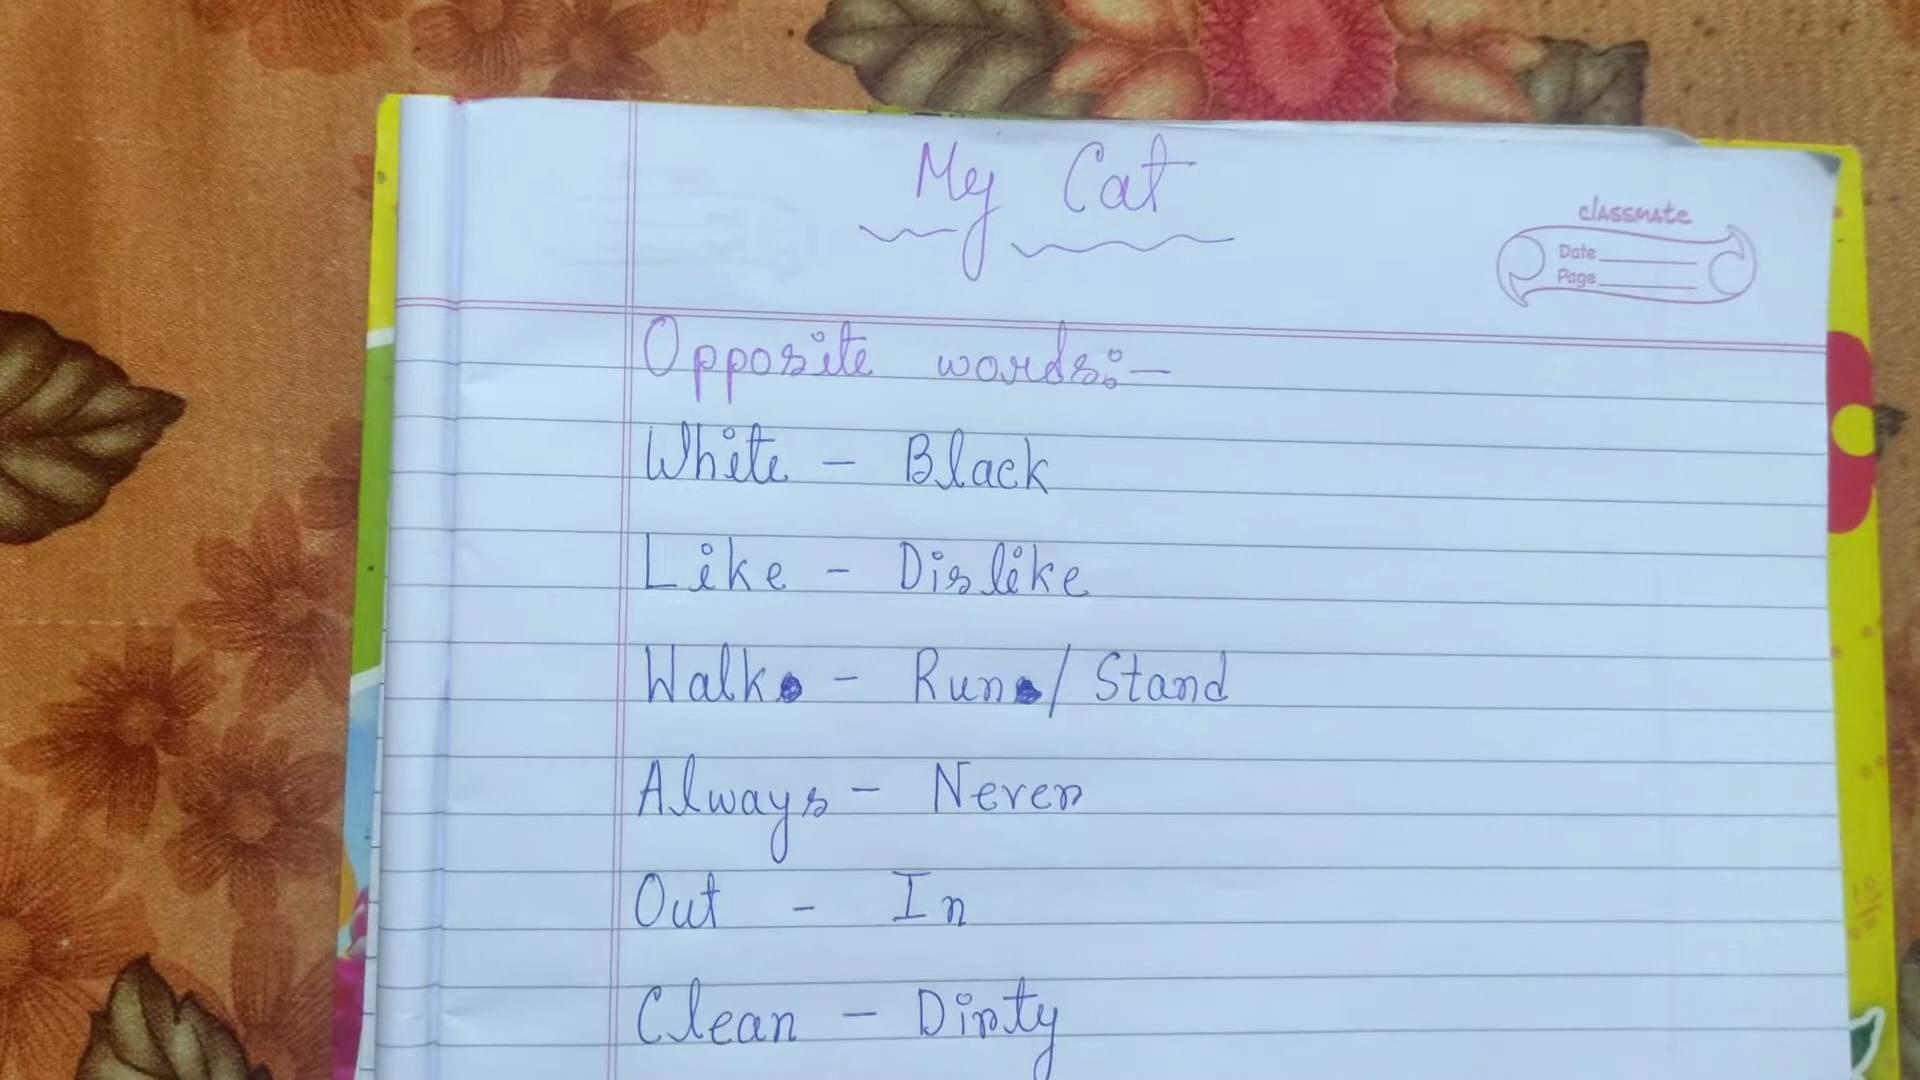 My Cat
classmate
Date
Page
Opposite words:-
White - Black
Like - Dislike
Walk - Run / Stand
Always - Never
Out - In
Clean - Dirty